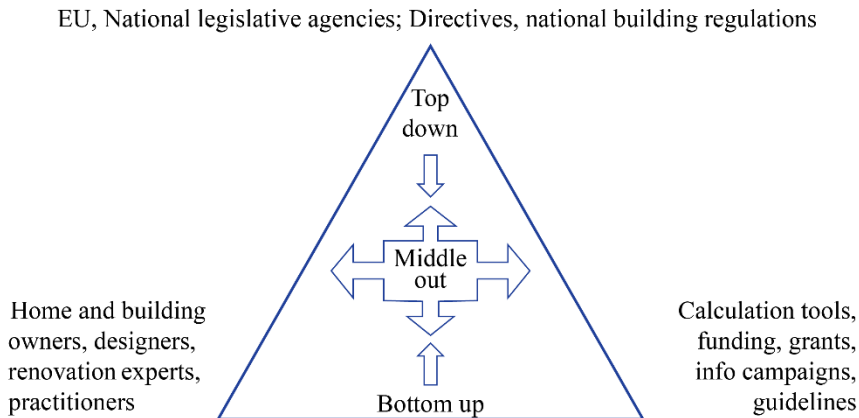 EU, National legislative agencies; Directives, national building regulations
Top
down
Middle
out
Home and building
owners, designers,
renovation experts,
practitioners
Calculation tools,
funding, grants,
info campaigns,
guidelines
Bottom up